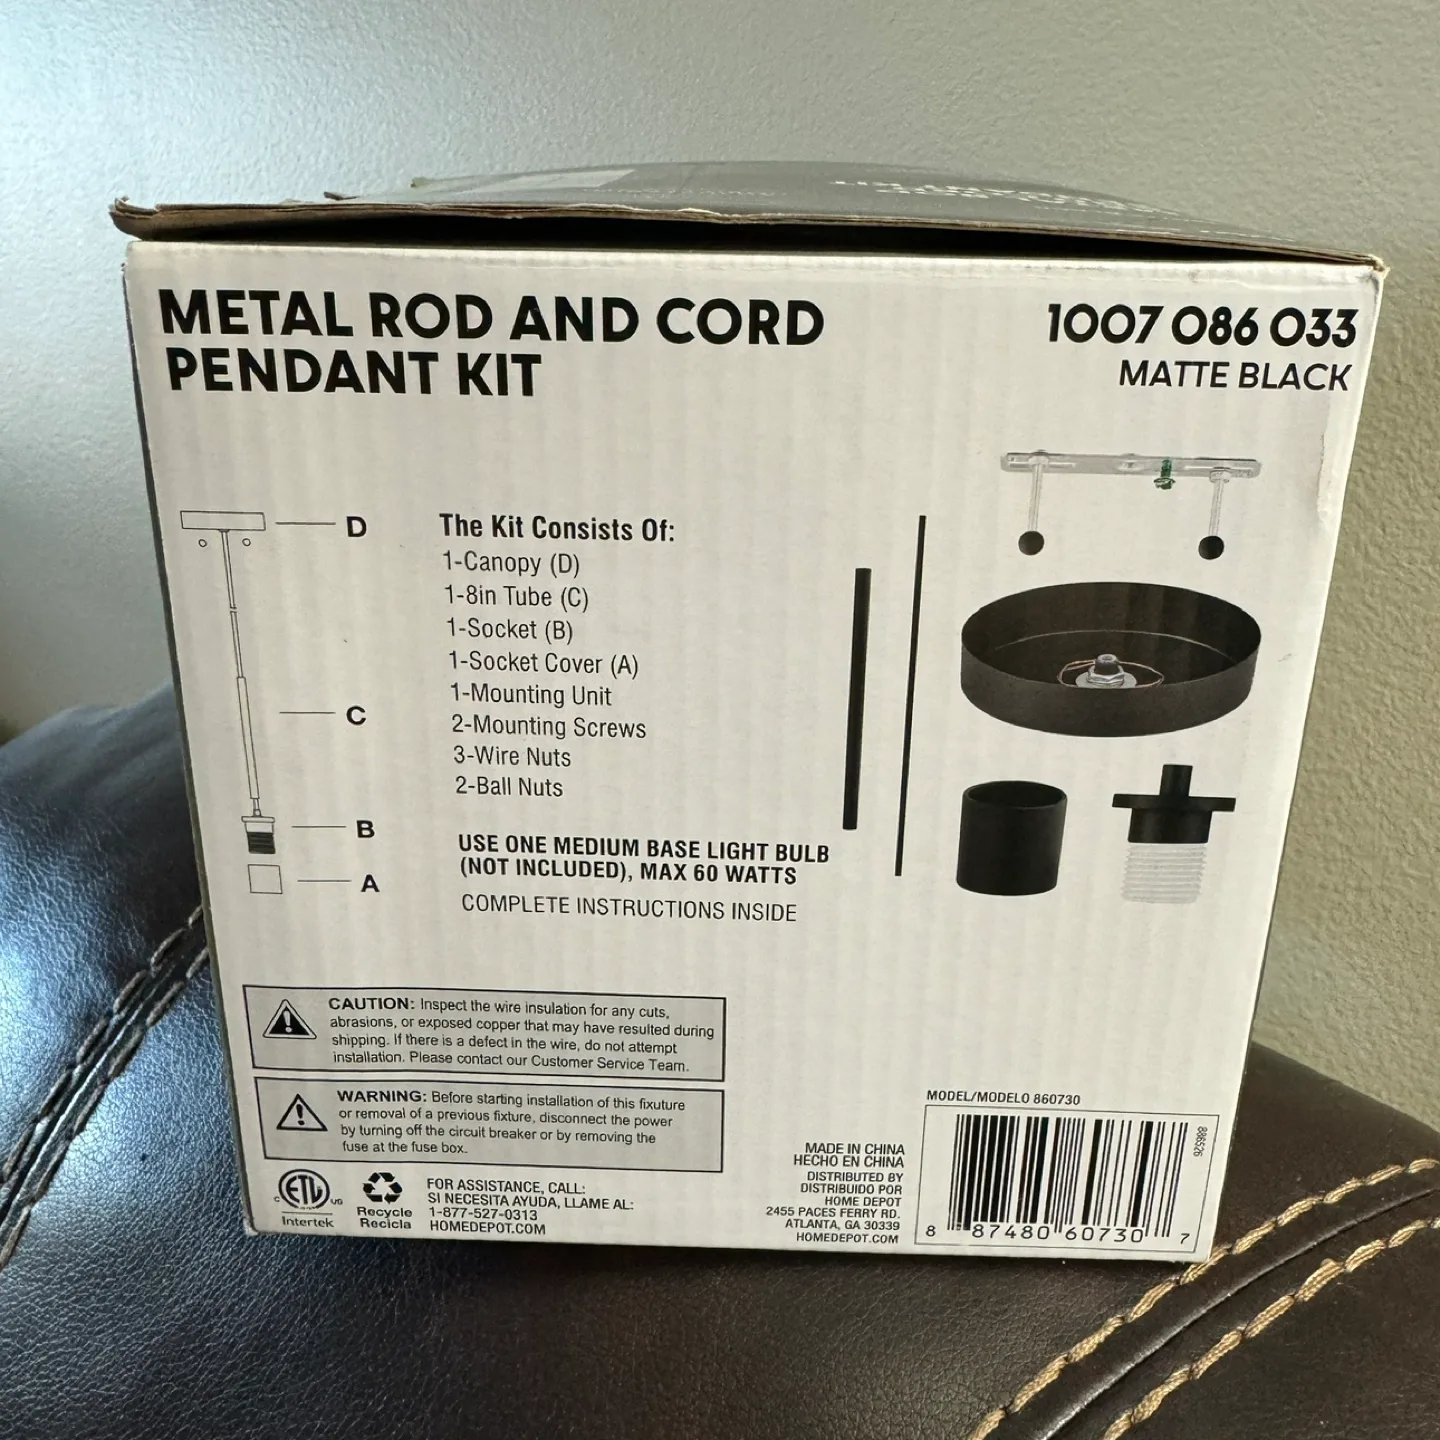 METAL ROD AND CORD
PENDANT KIT
1007 086 033
MATTE BLACK
D
C
B
A
The Kit Consists Of:
1-Canopy (D)
1-8in Tube (C)
1-Socket (B)
1-Socket Cover (A)
1-Mounting Unit
2-Mounting Screws
3-Wire Nuts
2-Ball Nuts
USE ONE MEDIUM BASE LIGHT BULB
(NOT INCLUDED), MAX 60 WATTS
COMPLETE INSTRUCTIONS INSIDE
CAUTION: Inspect the wire insulation for any cuts,
abrasions, or exposed copper that may have resulted during
shipping. If there is a defect in the wire, do not attempt
installation. Please contact our Customer Service Team.
WARNING: Before starting installation of this fixuture
or removal of a previous fixture, disconnect the power
by turning off the circuit breaker or by removing the
fuse at the fuse box.
C ETL US
Intertek
Recycle
Recicla
FOR ASSISTANCE, CALL:
SI NECESITA AYUDA, LLAME AL:
1-877-527-0313
HOMEDEPOT.COM
MADE IN CHINA
HECHO EN CHINA
DISTRIBUTED BY
DISTRIBUIDO POR
HOME DEPOT
2455 PACES FERRY RD.
ATLANTA, GA 30339
HOMEDEPOT.COM
MODEL/MODELO 860730
888526
8 87480 60730 7